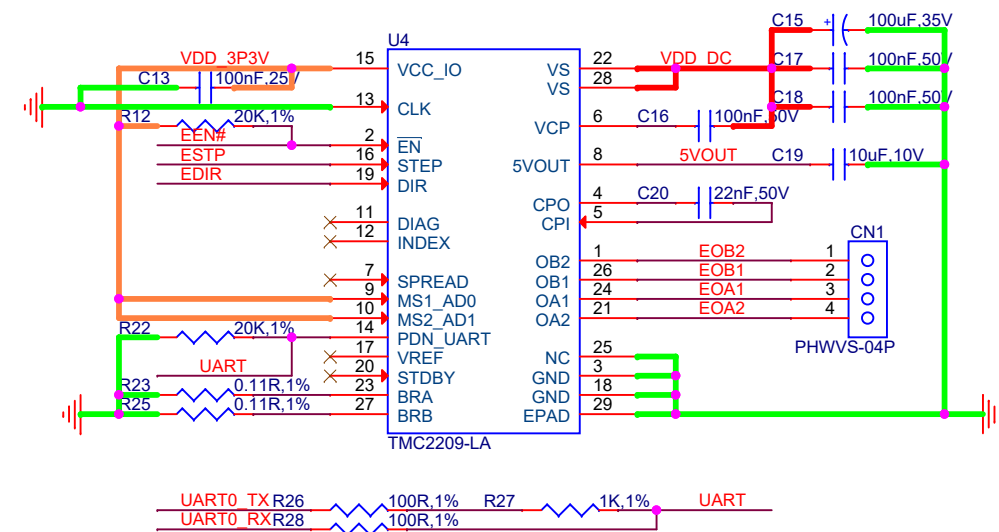 C15 100uF,35V
U4
VDD_3P3V 15 VCC_IO VS 22 VDD_DC C17 100nF,50V
C13 100nF,25V VS 28
13 CLK C18 100nF,50V
R12 20K,1% VCP 6 C16 100nF,50V
EEN# 2 EN
ESTP 16 STEP 5VOUT 8 5VOUT C19 10uF,10V
EDIR 19 DIR
CPO 4 C20 22nF,50V
11 DIAG CPI 5
12 INDEX CN1
OB2 1 EOB2 1
7 SPREAD OB1 26 EOB1 2
9 MS1_AD0 OA1 24 EOA1 3
10 MS2_AD1 OA2 21 EOA2 4
R22 20K,1% 14 PDN_UART PHWVS-04P
17 VREF NC 25
UART 20 STDBY GND 3
R23 0.11R,1% 23 BRA GND 18
R25 0.11R,1% 27 BRB EPAD 29
TMC2209-LA
UART0_TX R26 100R,1% R27 1K,1% UART
UART0_RX R28 100R,1%